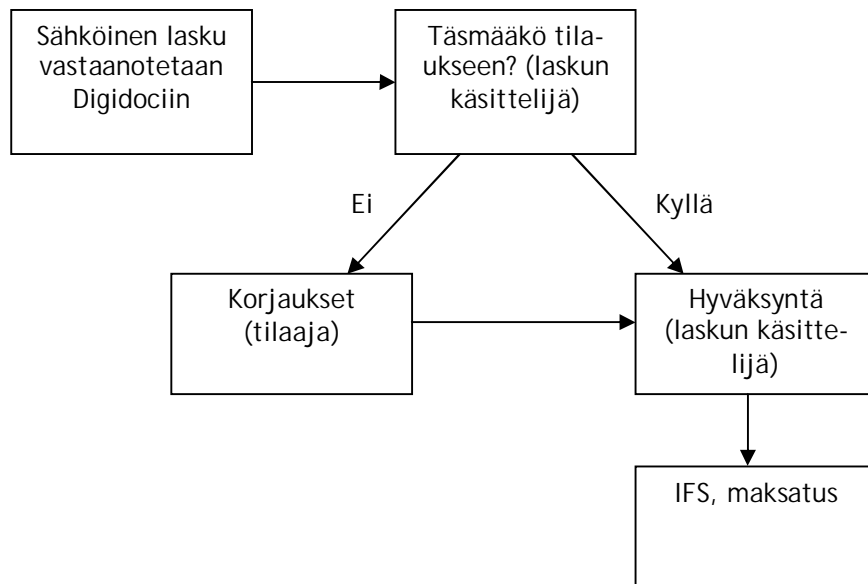 Sähköinen lasku
vastaanotetaan
Digidociin
Täsmääkö tila-
ukseen? (laskun
käsittelijä)
Ei
Kyllä
Korjaukset
(tilaaja)
Hyväksyntä
(laskun käsitte-
lijä)
IFS, maksatus